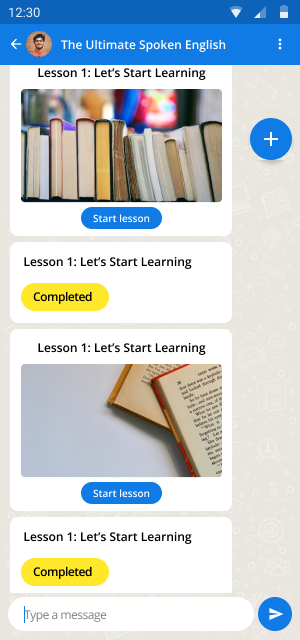 12:30
The Ultimate Spoken English
Lesson 1: Let's Start Learning
Start lesson
Lesson 1: Let's Start Learning
Completed
Lesson 1: Let's Start Learning
Start lesson
Lesson 1: Let's Start Learning
Completed
Type a message